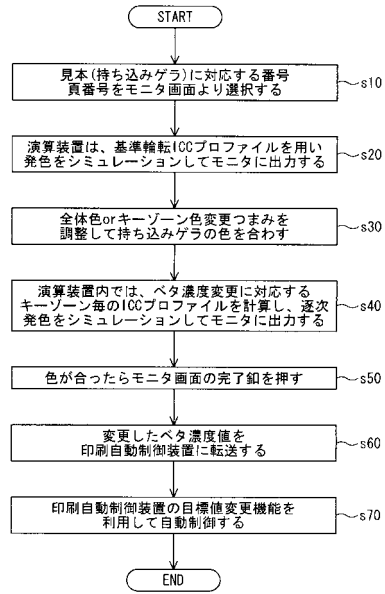 START
見本(持ち込みゲラ)に対応する番号
頁番号をモニタ画面より選択する
s10
演算装置は、基準輪転ICCプロファイルを用い
発色をシミュレーションしてモニタに出力する
s20
全体色orキーゾーン色変更つまみを
調整して持ち込みゲラの色を合わす
s30
演算装置内では、ベタ濃度変更に対応する
キーゾーン毎のICCプロファイルを計算し、逐次
発色をシミュレーションしてモニタに出力する
s40
色が合ったらモニタ画面の完了釦を押す
s50
変更したベタ濃度値を
印刷自動制御装置に転送する
s60
印刷自動制御装置の目標値変更機能を
利用して自動制御する
s70
END